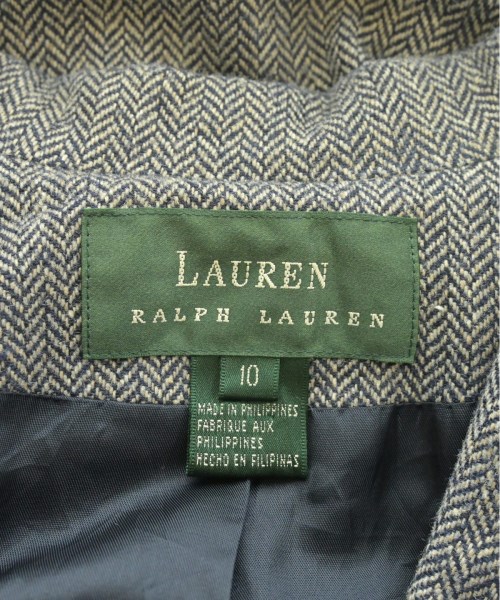 LAUREN
RALPH LAUREN
10
MADE IN PHILIPPINES
FABRIQUE AUX
PHILIPPINES
HECHO EN FILIPINAS